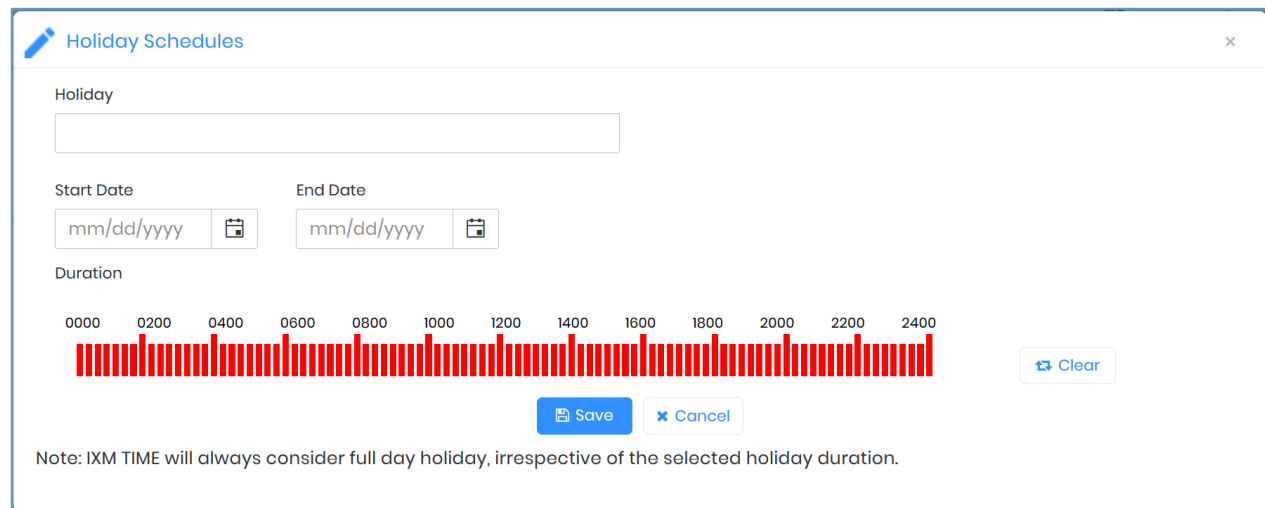 Holiday Schedules
Holiday
Start Date End Date
mm/dd/yyyy mm/dd/yyyy
Duration
0000 0200 0400 0600 0800 1000 1200 1400 1600 1800 2000 2200 2400
Clear
Save Cancel
Note: IXM TIME will always consider full day holiday, irrespective of the selected holiday duration.